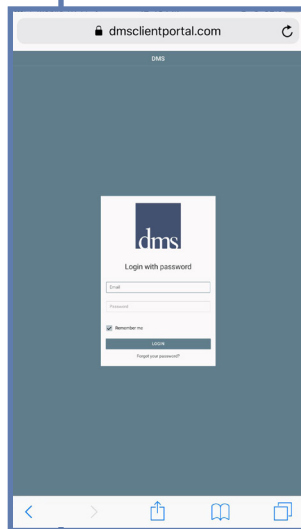 dmsclientportal.com
DMS
dms
Login with password
Email
Password
Remember me
LOGIN
Forgot your password?